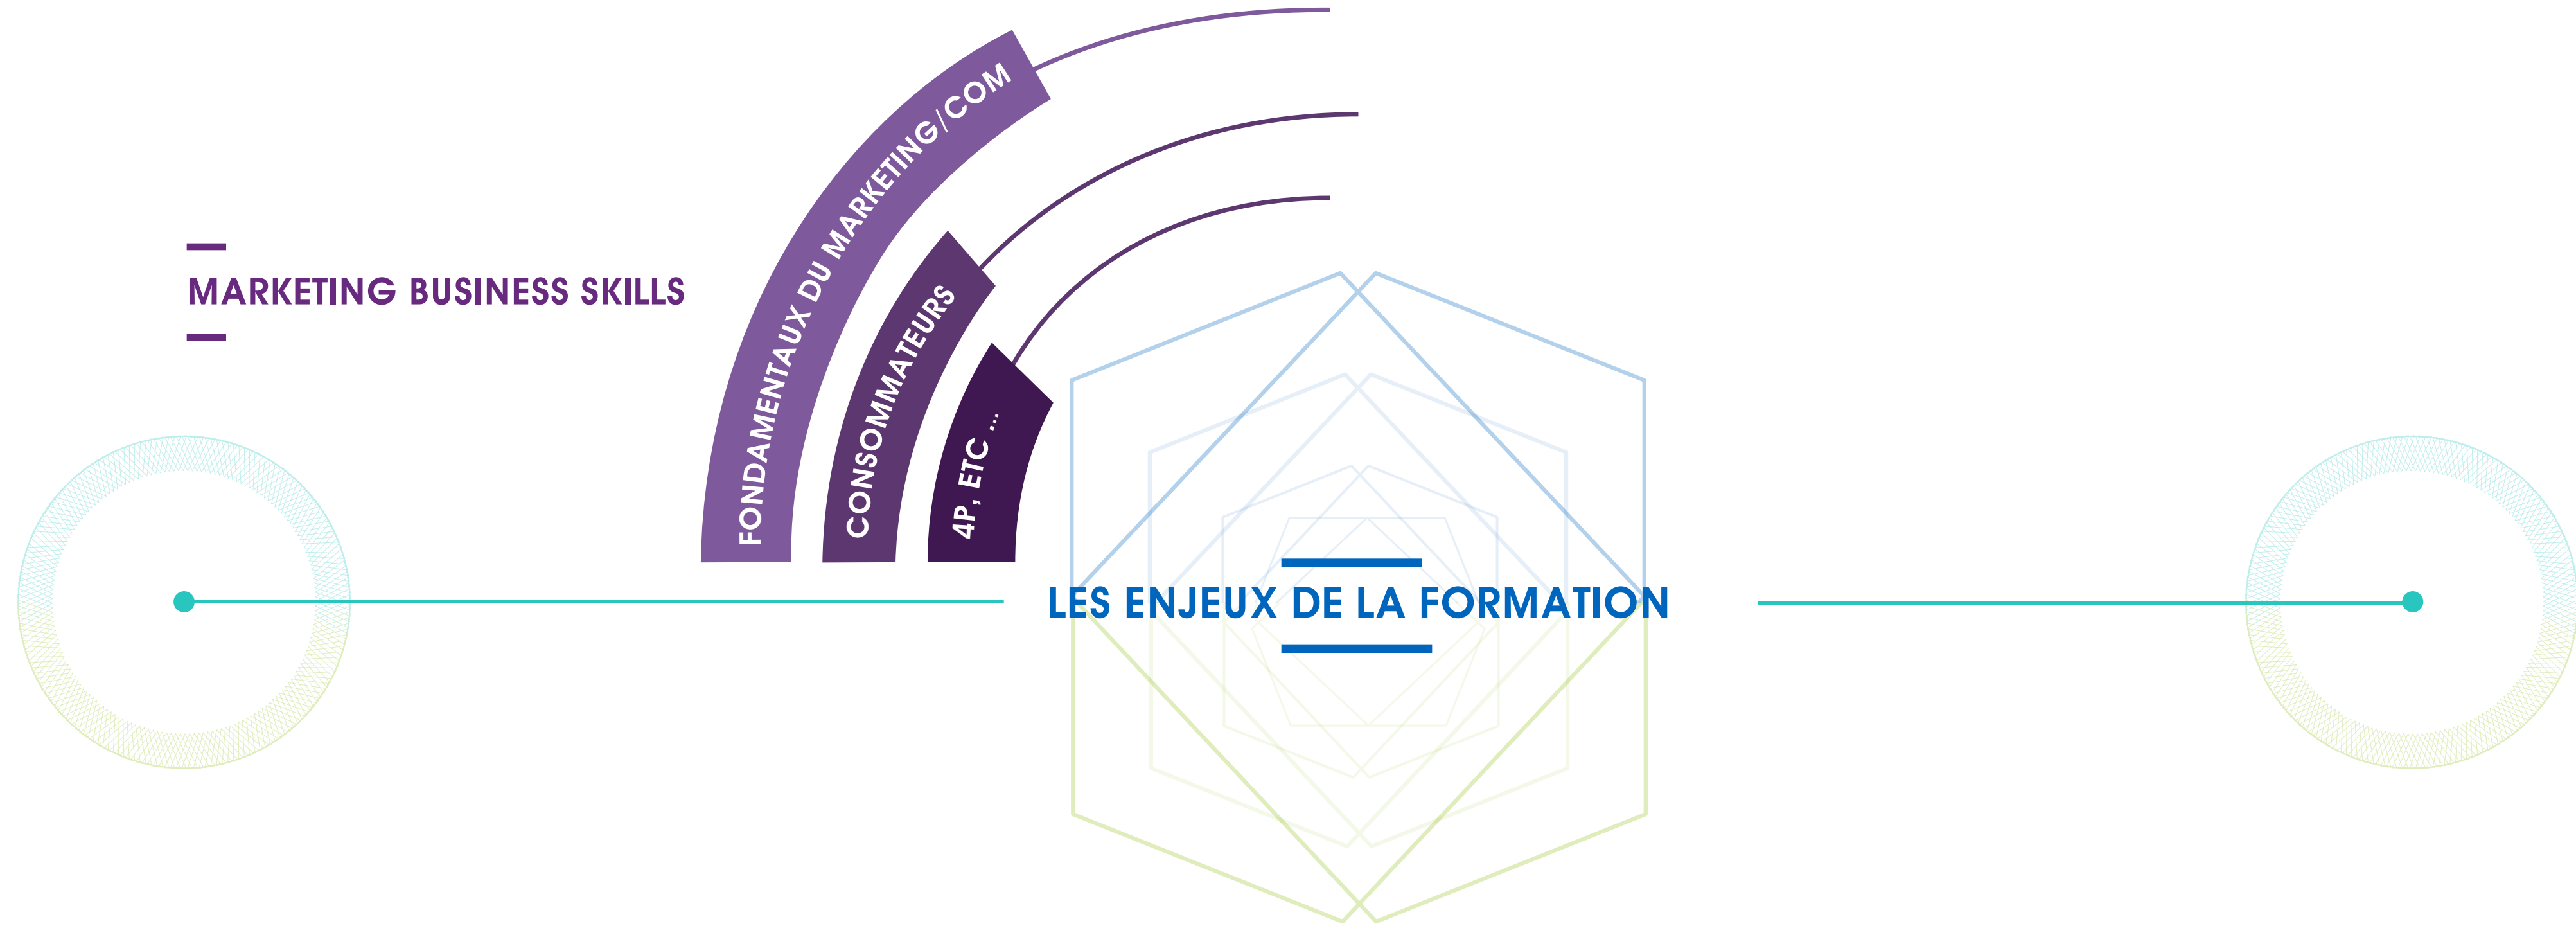 MARKETING BUSINESS SKILLS
FONDAMENTAUX DU MARKETING/COM
CONSOMMATEURS
4P, ETC ...
LES ENJEUX DE LA FORMATION